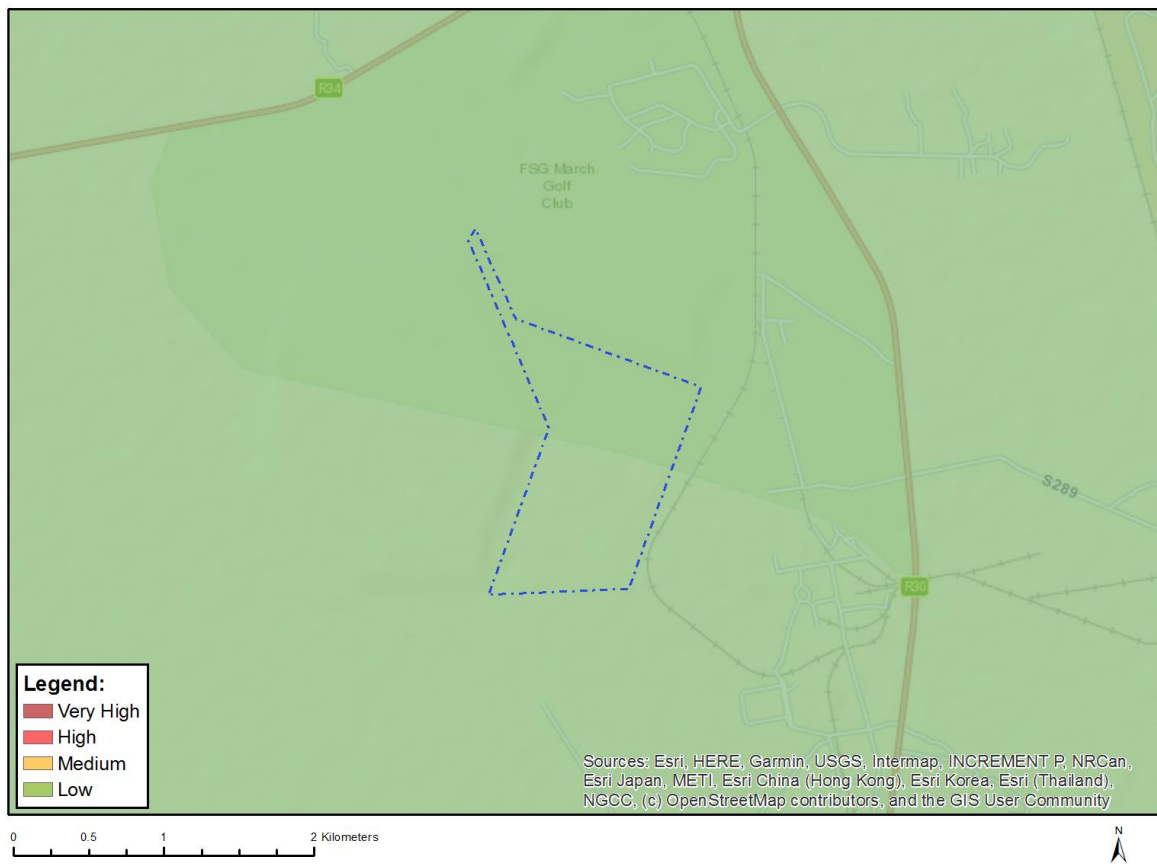 R34
FSG March
Golf
Club
S289
R30
Legend:
Very High
High
Medium
Low
Sources: Esri, HERE, Garmin, USGS, Intermap, INCREMENT P, NRCan,
Esri Japan, METI, Esri China (Hong Kong), Esri Korea, Esri (Thailand),
NGCC, (c) OpenStreetMap contributors, and the GIS User Community
0 0.5 1 2 Kilometers
N